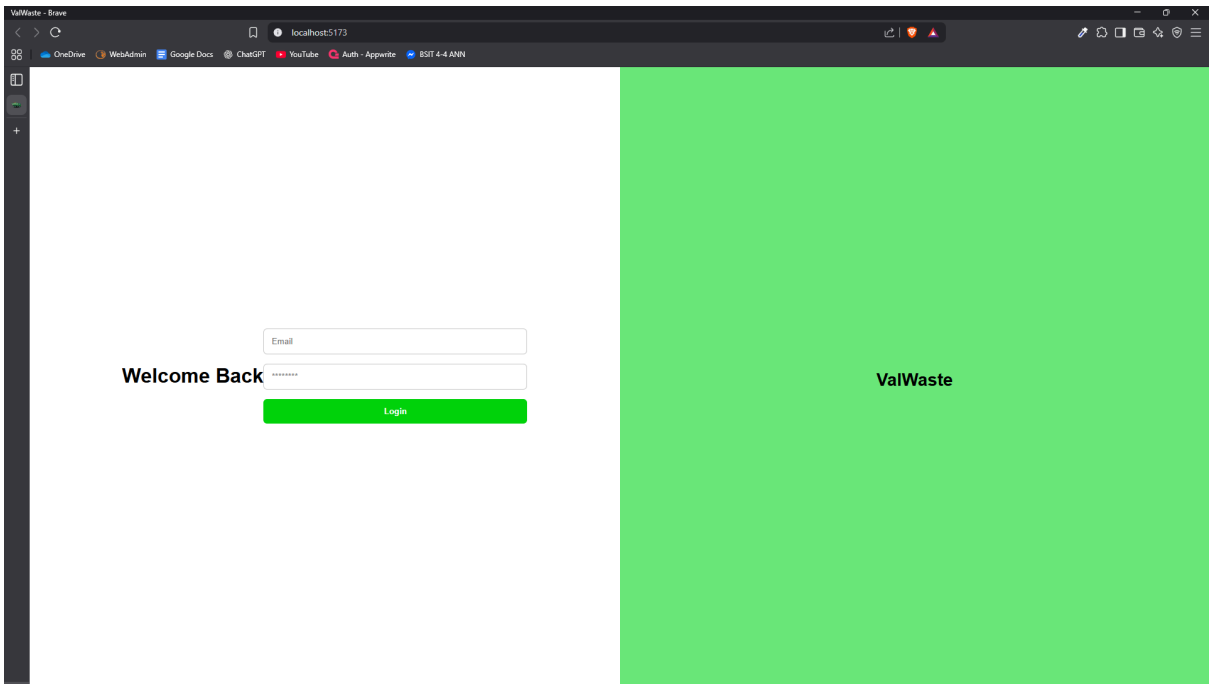 ValWaste - Brave
localhost:5173
OneDrive WebAdmin Google Docs ChatGPT YouTube Auth - Appwrite BSIT 4-4 ANN
Email
Welcome Back
********
Login
ValWaste